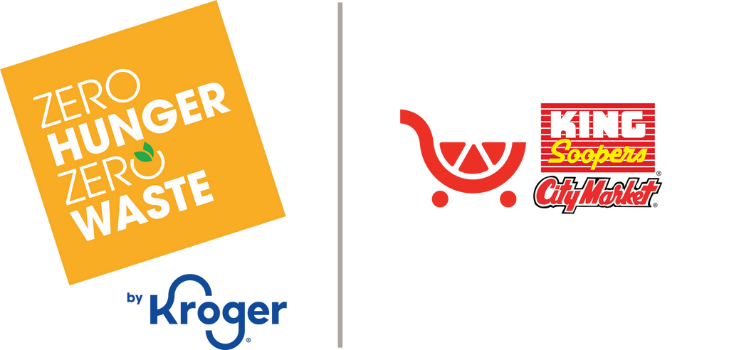 ZERO
HUNGER
ZERO
WASTE
by Kroger®
KING
Soopers®
City Market®